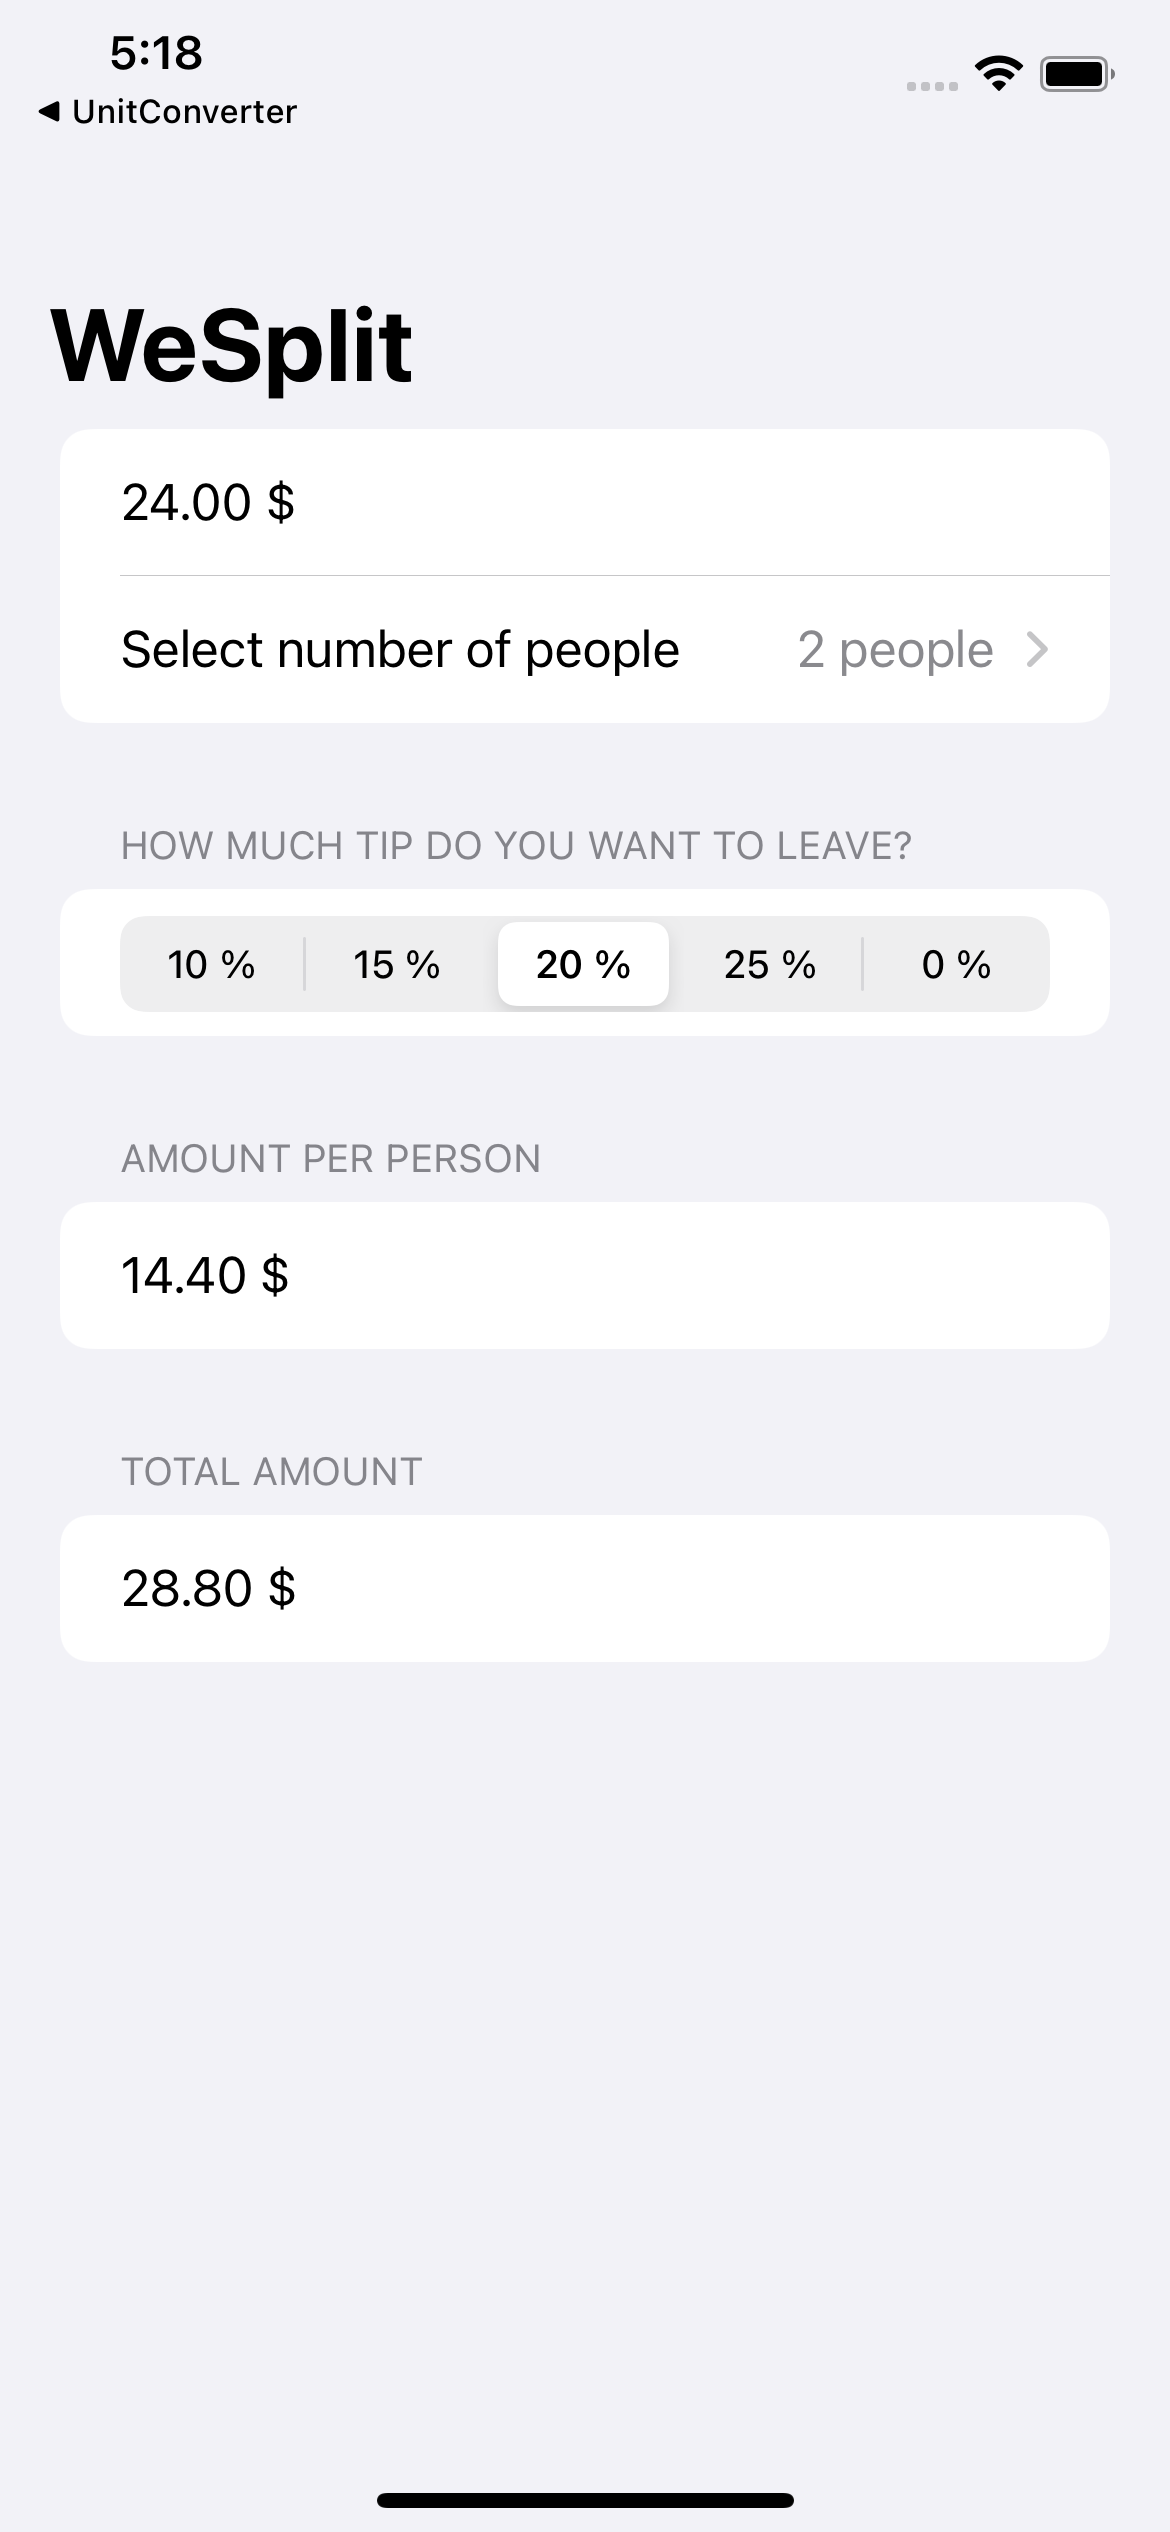 5:18
◀ UnitConverter
WeSplit
24.00 $
Select number of people 2 people
HOW MUCH TIP DO YOU WANT TO LEAVE?
10 % 15 % 20 % 25 % 0 %
AMOUNT PER PERSON
14.40 $
TOTAL AMOUNT
28.80 $